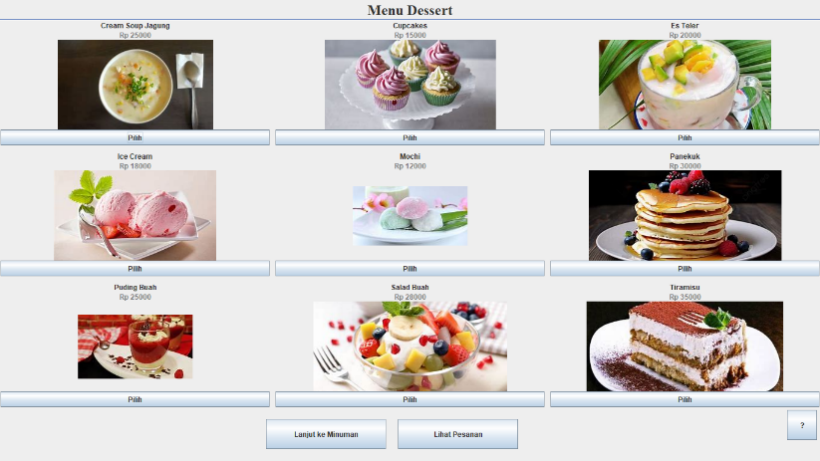 Menu Dessert
Cream Soup Jagung
Rp 25000
Pilih
Cupcakes
Rp 15000
Pilih
Es Teler
Rp 20000
Pilih
Ice Cream
Rp 18000
Pilih
Mochi
Rp 12000
Pilih
Panekuk
Rp 30000
Pilih
Puding Buah
Rp 25000
Pilih
Salad Buah
Rp 28000
Pilih
Tiramisu
Rp 35000
Pilih
Lanjut ke Minuman
Lihat Pesanan
?